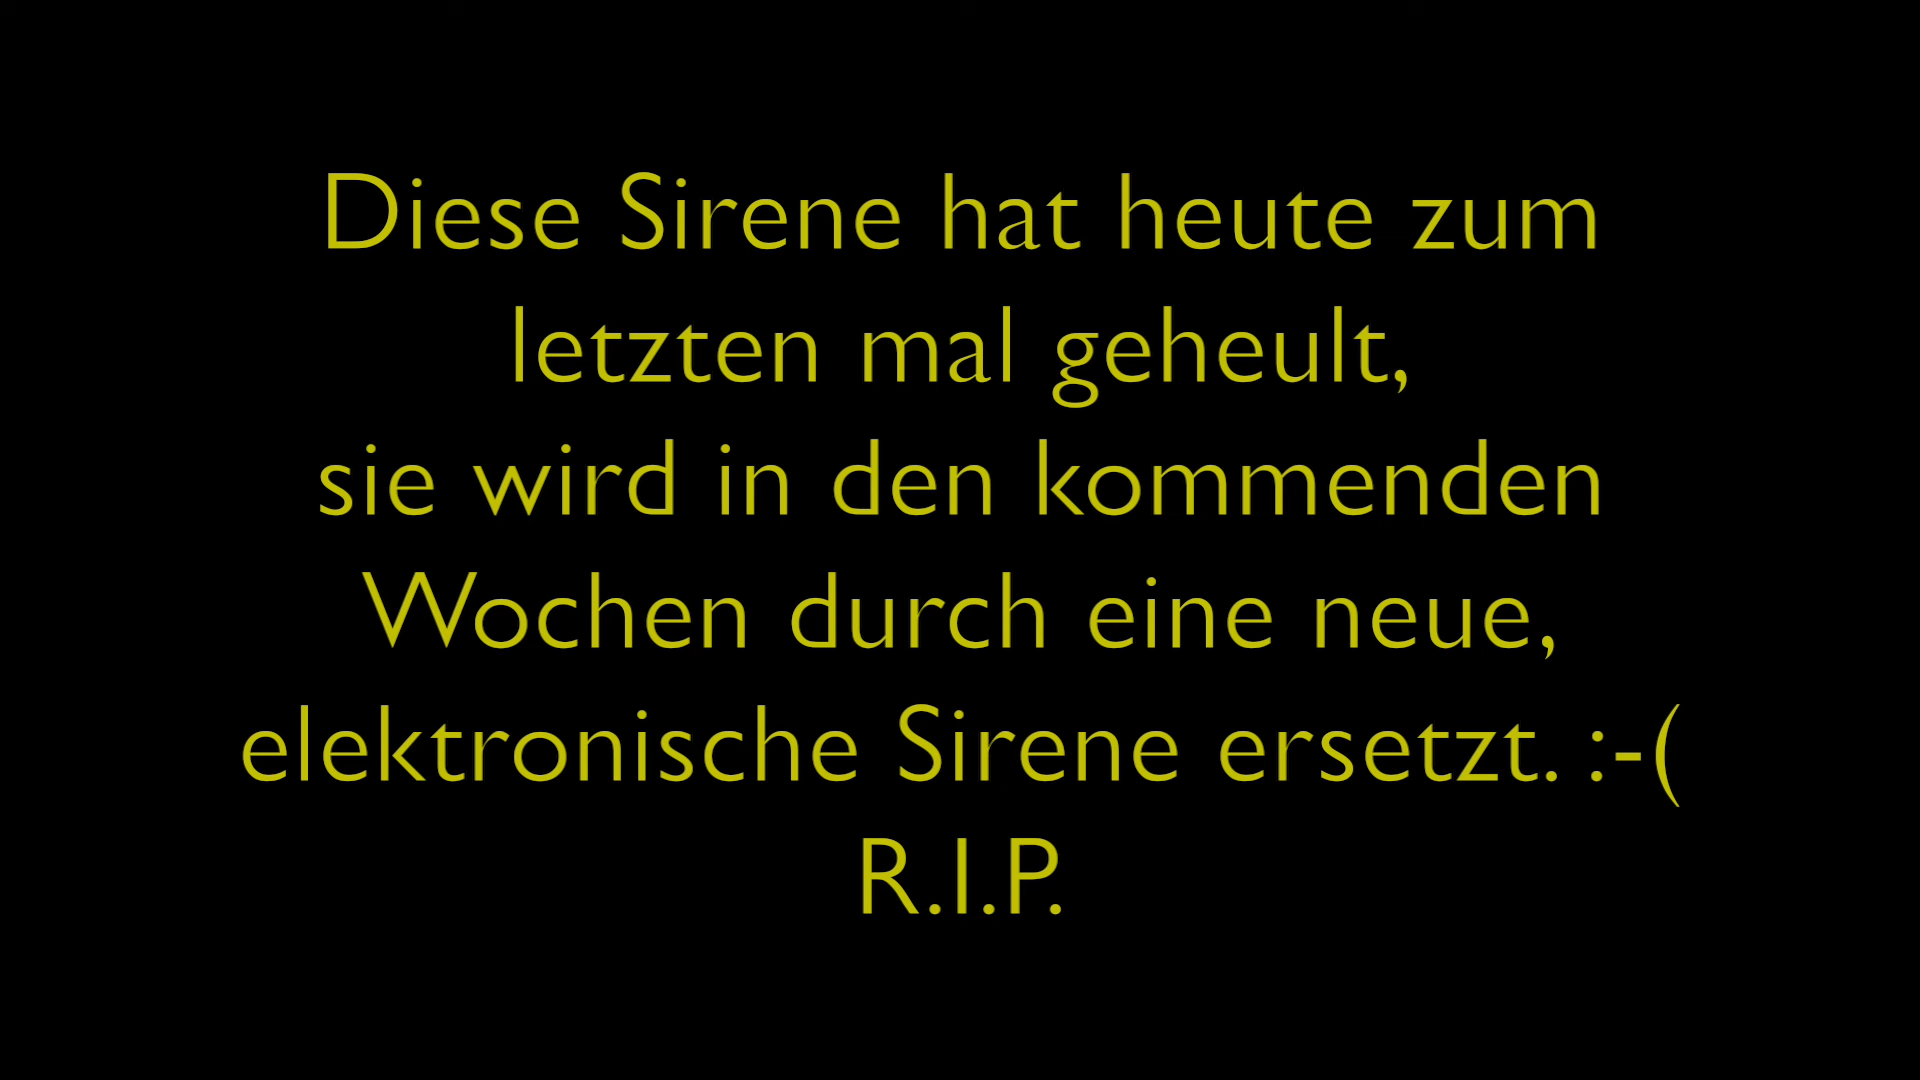 Diese Sirene hat heute zum
letzten mal geheult,
sie wird in den kommenden
Wochen durch eine neue,
elektronische Sirene ersetzt. :-(
R.I.P.